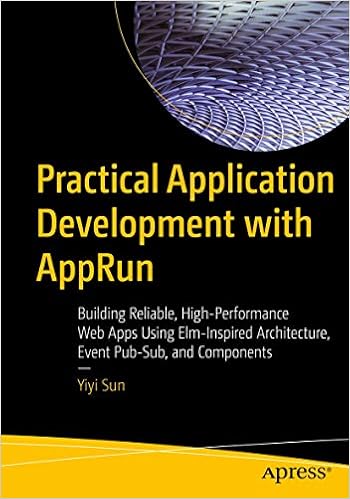 Practical Application
Development with
AppRun
Building Reliable, High-Performance
Web Apps Using Elm-Inspired Architecture,
Event Pub-Sub, and Components
—
Yiyi Sun
Apress®